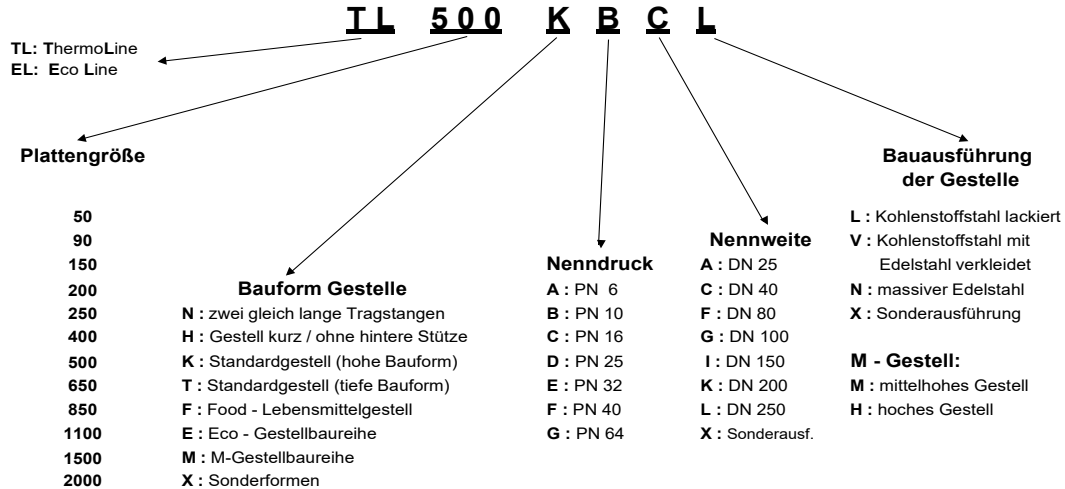 TL 500 K B C L
TL: ThermoLine
EL: Eco Line
Plattengröße
50
90
150
200
250
400
500
650
850
1100
1500
2000
Bauform Gestelle
N : zwei gleich lange Tragstangen
H : Gestell kurz / ohne hintere Stütze
K : Standardgestell (hohe Bauform)
T : Standardgestell (tiefe Bauform)
F : Food - Lebensmittelgestell
E : Eco - Gestellbaureihe
M : M-Gestellbaureihe
X : Sonderformen
Nenndruck
A : PN 6
B : PN 10
C : PN 16
D : PN 25
E : PN 32
F : PN 40
G : PN 64
Nennweite
A : DN 25
C : DN 40
F : DN 80
G : DN 100
I : DN 150
K : DN 200
L : DN 250
X : Sonderausf.
Bauausführung
der Gestelle
L : Kohlenstoffstahl lackiert
V : Kohlenstoffstahl mit
Edelstahl verkleidet
N : massiver Edelstahl
X : Sonderausführung
M - Gestell:
M : mittelhohes Gestell
H : hoches Gestell